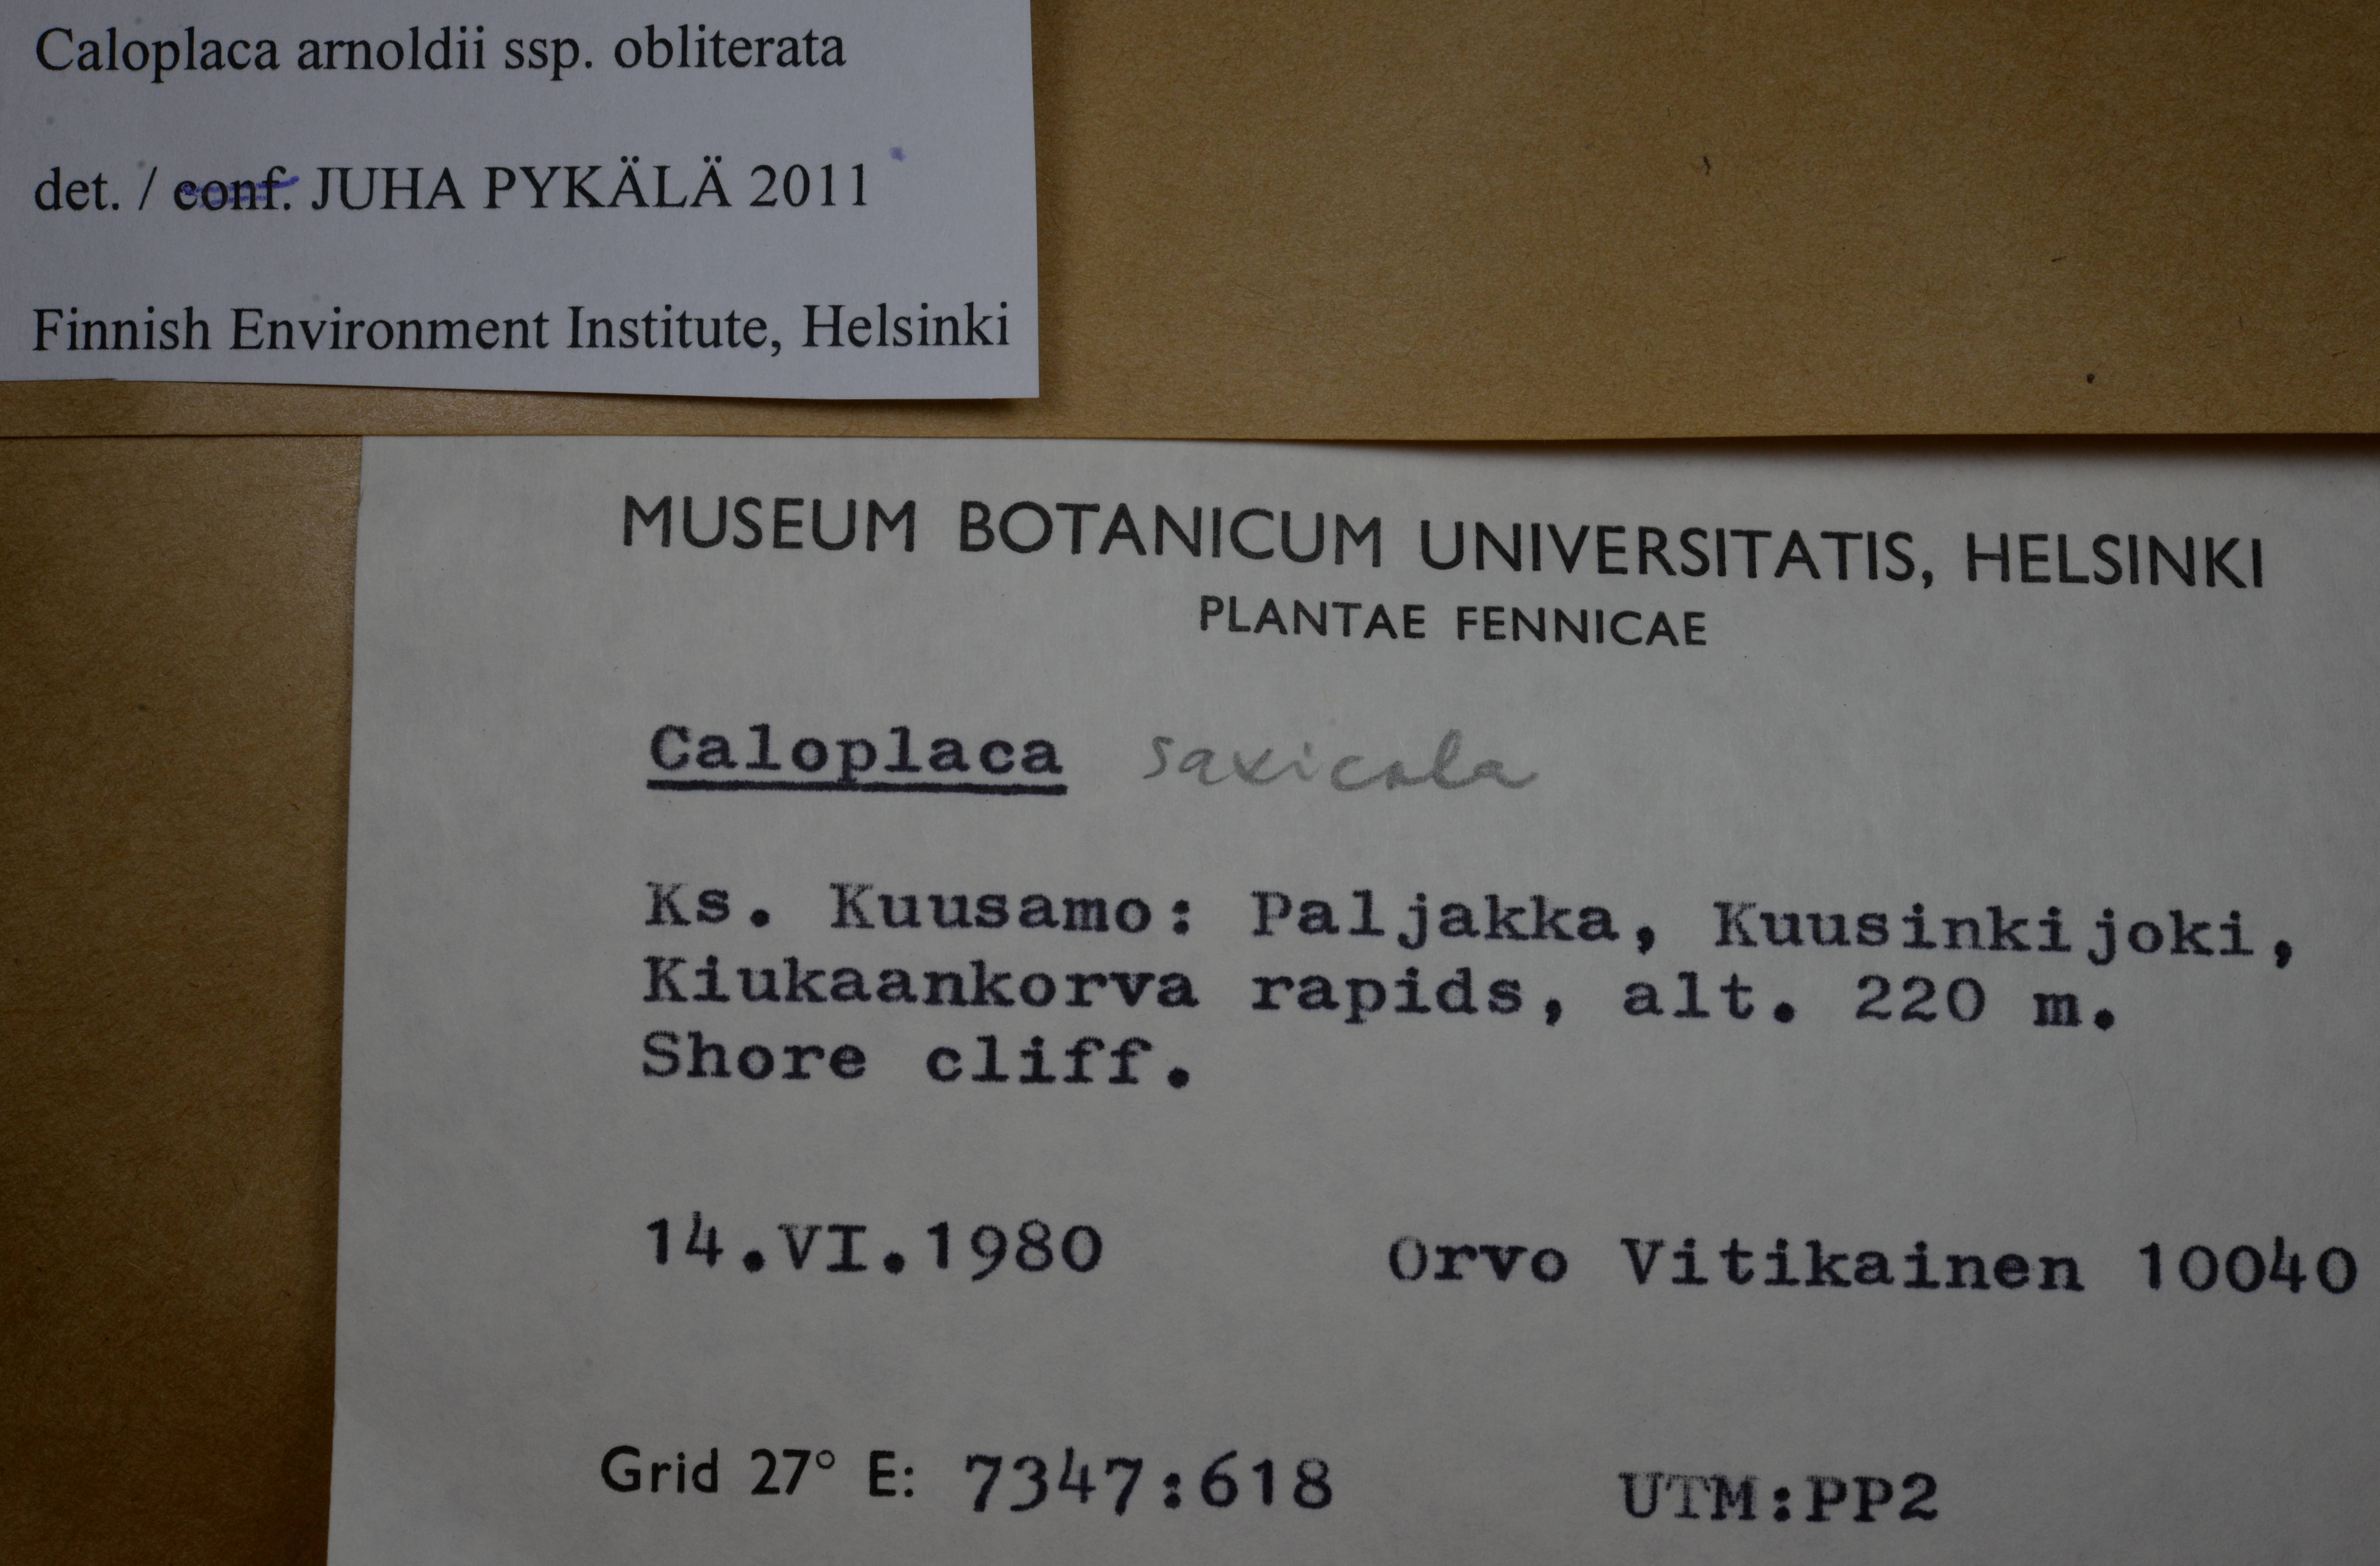 Caloplaca arnoldii ssp. obliterata
det. / conf. JUHA PYKÄLÄ 2011
Finnish Environment Institute, Helsinki
MUSEUM BOTANICUM UNIVERSITATIS, HELSINKI
PLANTAE FENNICAE
Caloplaca saxicola
Ks. Kuusamo: Paljakka, Kuusinkijoki,
Kiukaankorva rapids, alt. 220 m.
Shore cliff.
14.VI.1980 Orvo Vitikainen 10040
Grid 27° E: 7347:618 UTM:PP2